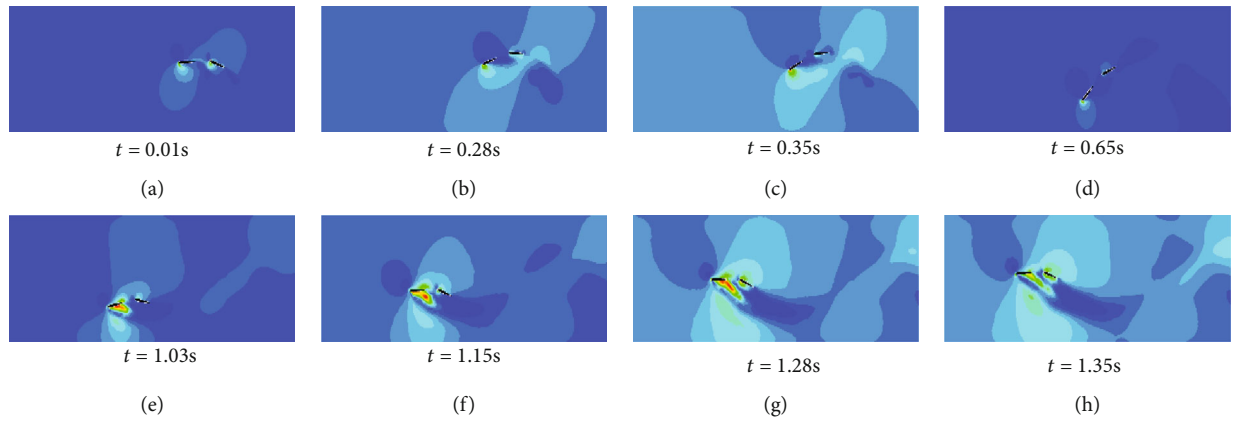 t = 0.01s t = 0.28s t = 0.35s t = 0.65s
(a) (b) (c) (d)
t = 1.03s t = 1.15s t = 1.28s t = 1.35s
(e) (f) (g) (h)